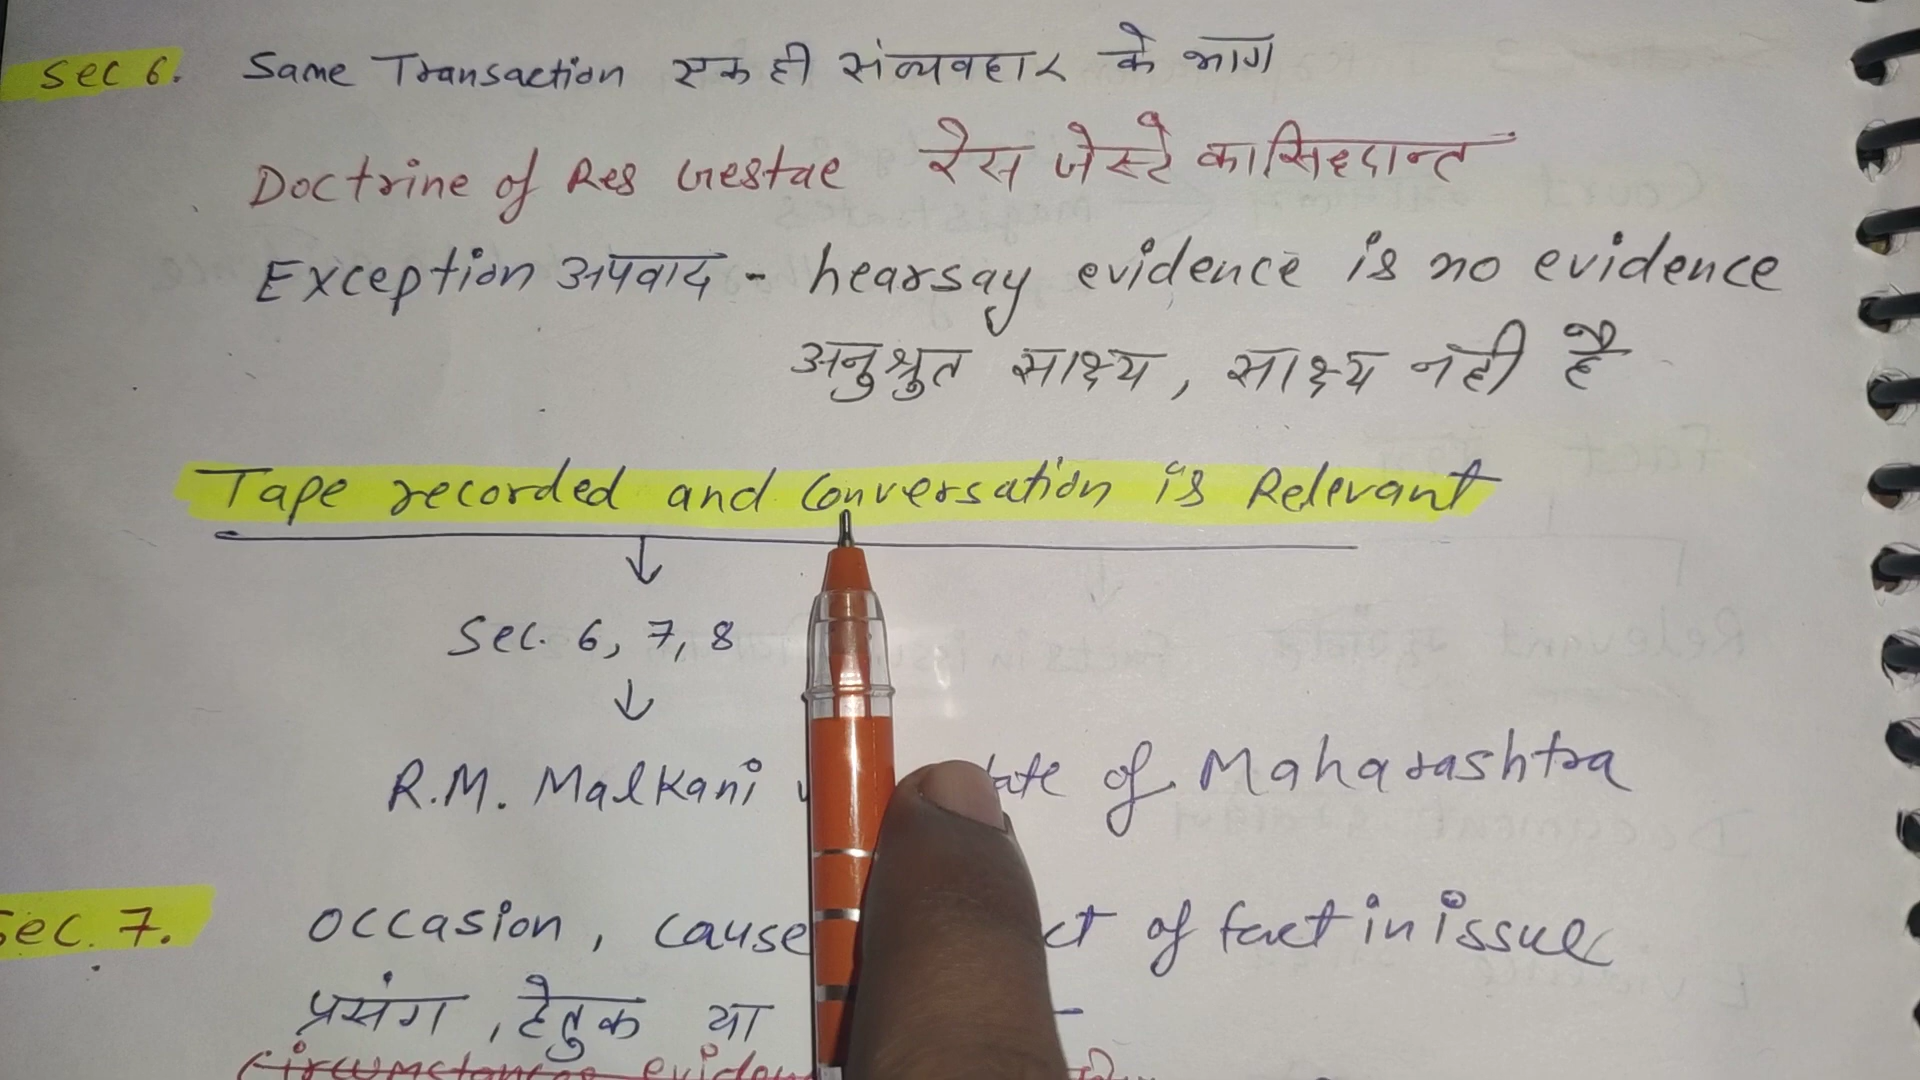 Sec 6. Same Transaction एक ही संव्यवहार के भाग
Doctrine of Res Gestae रेस जेस्टे का सिद्दान्त
Exception अपवाद - hearsay evidence is no evidence
अनुश्रुत साक्ष्य, साक्ष्य नही है
Tape recorded and Conversation is Relevant
Sec. 6, 7, 8
R.M. Malkani of Maharashtra
Sec. 7. occasion, cause of fact in issue
प्रसंग, हेतुक या